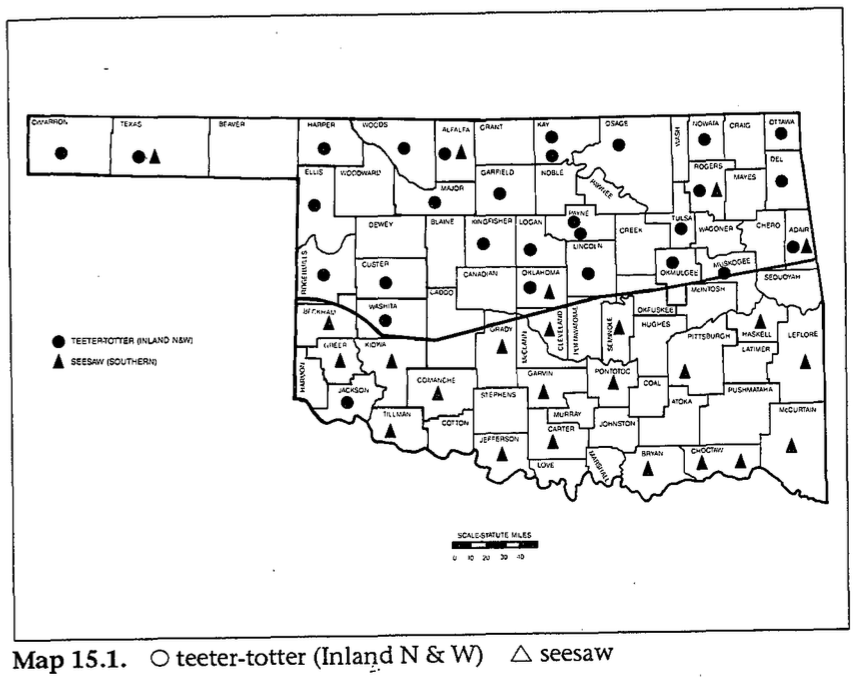 CIMARRON TEXAS BEAVER HARPER WOODS ALFALFA GRANT KAY OSAGE WASH NOWATA CRAIG OTTAWA
ELLIS WOODWARD MAJOR GARFIELD NOBLE PAWNEE ROGERS MAYES DEL
DEWEY BLAINE KINGFISHER LOGAN PAYNE CREEK TULSA WAGONER CHERO ADAIR
ROGER MILLS CUSTER CANADIAN OKLAHOMA LINCOLN OKMULGEE MUSKOGEE SEQUOYAH
BECKHAM WASHITA CADDO GRADY McCLAIN CLEVELAND POTTAWATOMIE SEMINOLE OKFUSKEE HUGHES McINTOSH PITTSBURGH HASKELL LATIMER LEFLORE
HARMON GREER KIOWA COMANCHE STEPHENS GARVIN PONTOTOC COAL ATOKA PUSHMATAHA McCURTAIN
JACKSON TILLMAN COTTON JEFFERSON MURRAY CARTER JOHNSTON LOVE MARSHALL BRYAN CHOCTAW
TEETER-TOTTER (INLAND N&W)
SEESAW (SOUTHERN)
SCALE-STATUTE MILES
0 10 20 30 40
Map 15.1. ○ teeter-totter (Inland N & W) △ seesaw